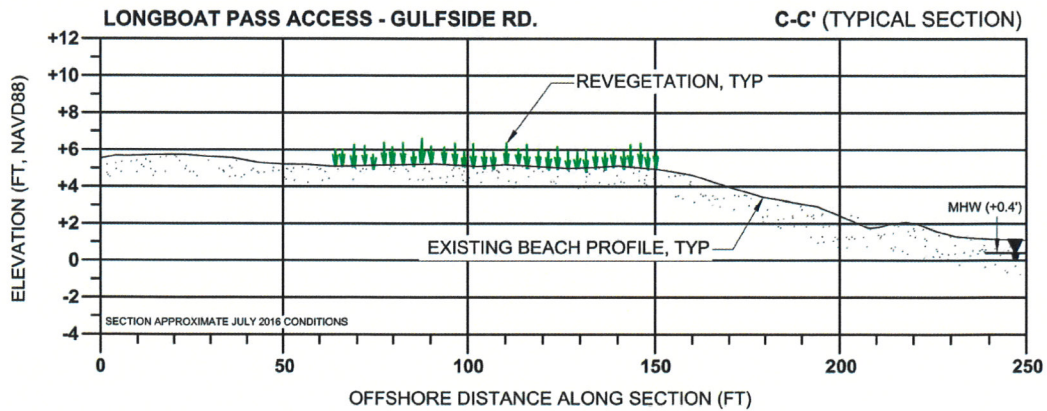 LONGBOAT PASS ACCESS - GULFSIDE RD.
C-C' (TYPICAL SECTION)
+12
+10
+8
+6
+4
+2
0
-2
-4
ELEVATION (FT, NAVD88)
REVEGETATION, TYP
MHW (+0.4')
EXISTING BEACH PROFILE, TYP
SECTION APPROXIMATE JULY 2016 CONDITIONS
0
50
100
150
200
250
OFFSHORE DISTANCE ALONG SECTION (FT)